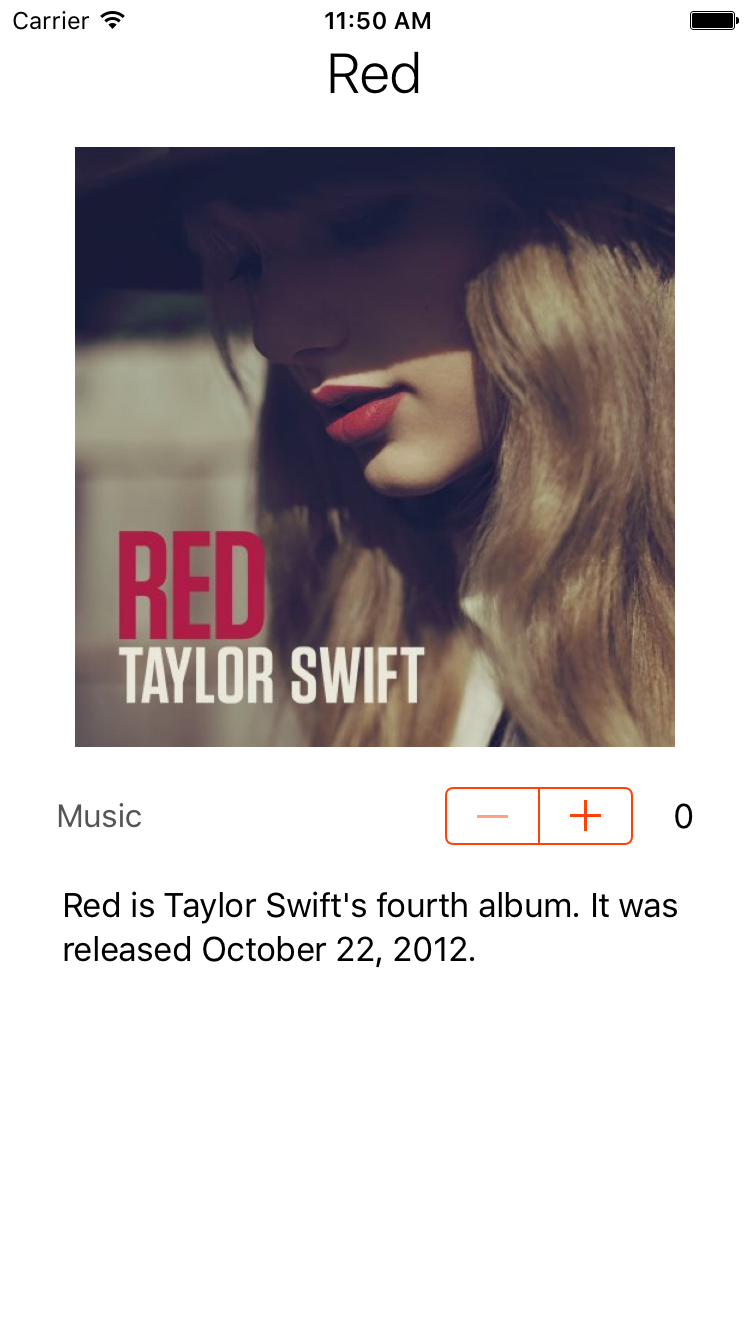 Carrier 11:50 AM
Red
RED
TAYLOR SWIFT
Music 0
Red is Taylor Swift's fourth album. It was
released October 22, 2012.